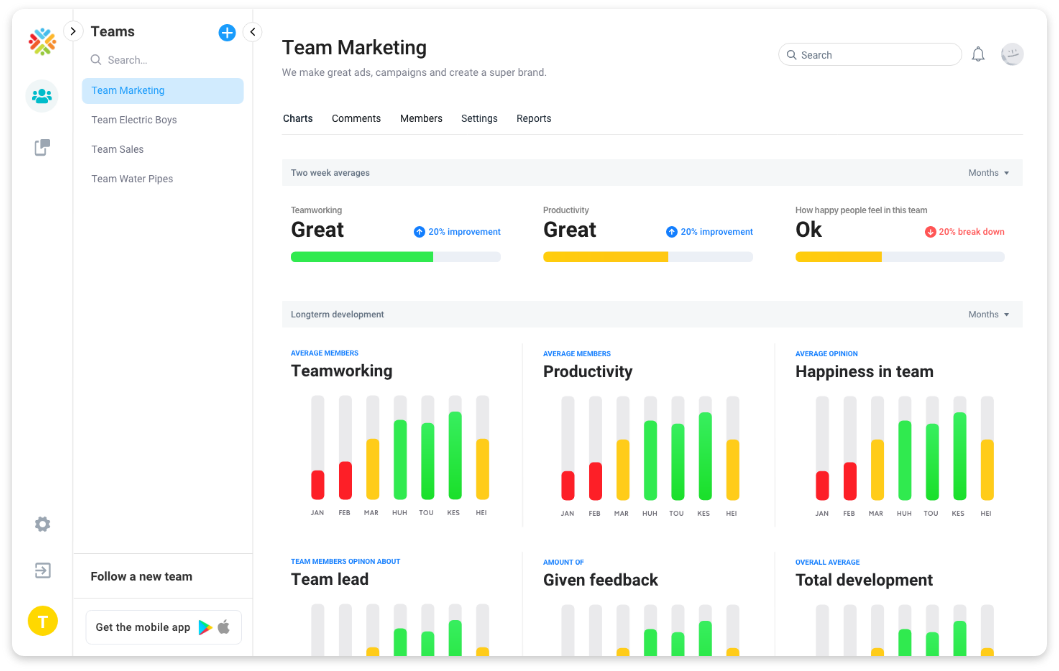 Teams
Search...
Team Marketing
Team Electric Boys
Team Sales
Team Water Pipes
Follow a new team
Get the mobile app
T
Team Marketing
We make great ads, campaigns and create a super brand.
Search
Charts Comments Members Settings Reports
Two week averages Months
Teamworking
Great 20% improvement
Productivity
Great 20% improvement
How happy people feel in this team
Ok 20% break down
Longterm development Months
AVERAGE MEMBERS
Teamworking
JAN FEB MAR HUH TOU KES HEI
AVERAGE MEMBERS
Productivity
JAN FEB MAR HUH TOU KES HEI
AVERAGE OPINION
Happiness in team
JAN FEB MAR HUH TOU KES HEI
TEAM MEMBERS OPINON ABOUT
Team lead
AMOUNT OF
Given feedback
OVERALL AVERAGE
Total development